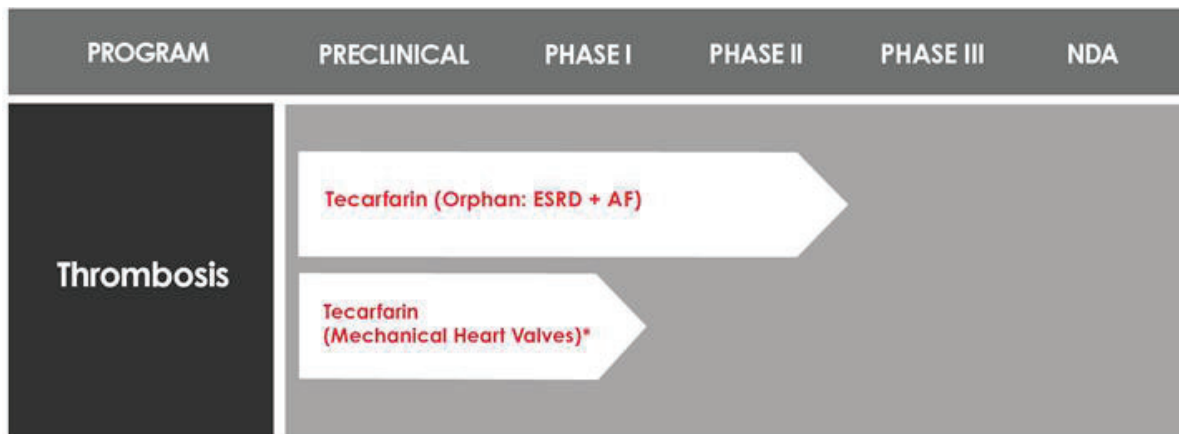 PROGRAM PRECLINICAL PHASE I PHASE II PHASE III NDA
Thrombosis
Tecarfarin (Orphan: ESRD + AF)
Tecarfarin
(Mechanical Heart Valves)*